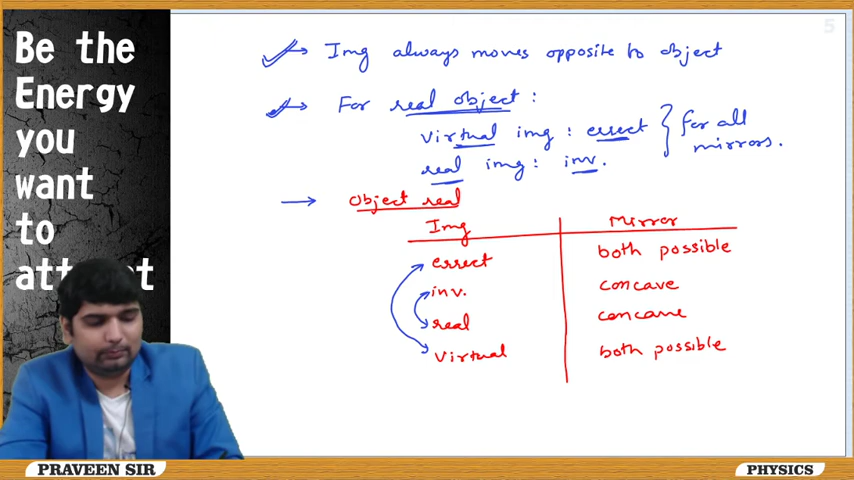 Be the
Energy
you
want
to
att t
5
Img always moves opposite to object
For real object :
virtual img : errect
real img : inv.
} for all
mirrors.
Object real
Img Mirror
errect both possible
inv. concave
real concave
virtual both possible
PRAVEEN SIR
PHYSICS